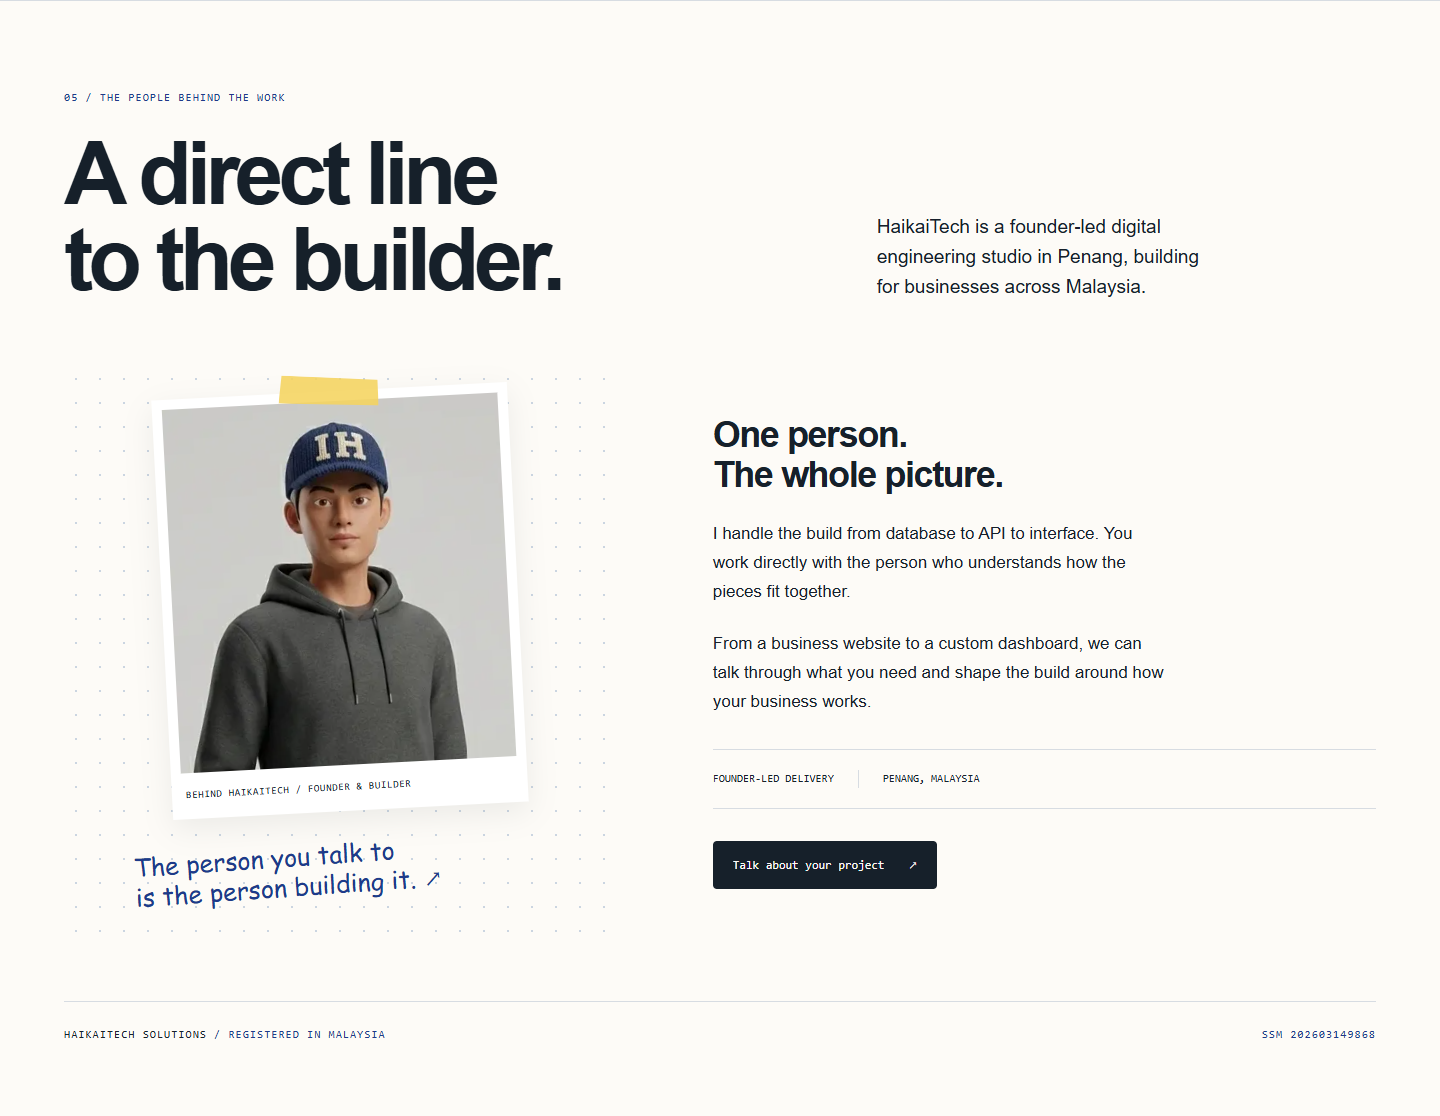 05 / THE PEOPLE BEHIND THE WORK
A direct line
to the builder.
HaikaiTech is a founder-led digital
engineering studio in Penang, building
for businesses across Malaysia.
IH
BEHIND HAIKAITECH / FOUNDER & BUILDER
The person you talk to
is the person building it. ↗
One person.
The whole picture.
I handle the build from database to API to interface. You
work directly with the person who understands how the
pieces fit together.
From a business website to a custom dashboard, we can
talk through what you need and shape the build around how
your business works.
FOUNDER-LED DELIVERY
PENANG, MALAYSIA
Talk about your project ↗
HAIKAITECH SOLUTIONS / REGISTERED IN MALAYSIA
SSM 202603149868